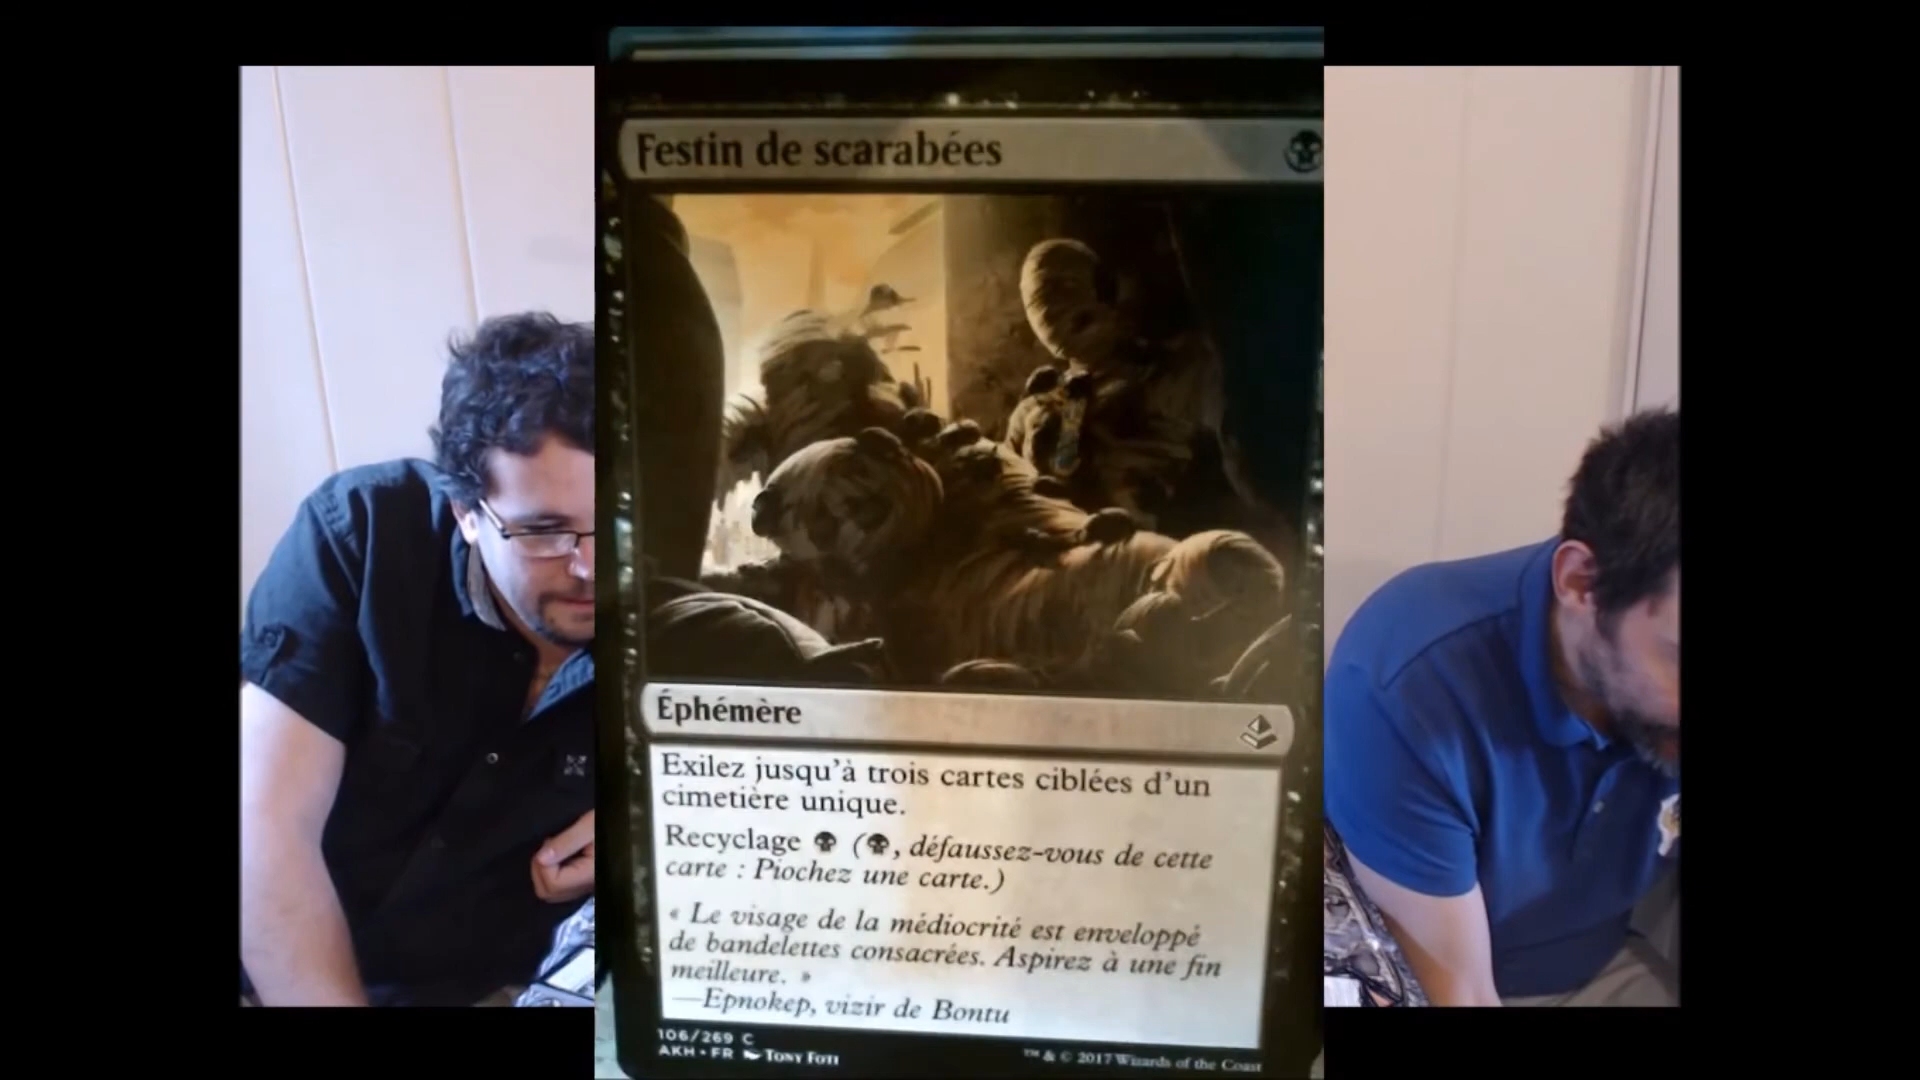 Festin de scarabées
Éphémère
Exilez jusqu'à trois cartes ciblées d'un
cimetière unique.
Recyclage (, défaussez-vous de cette
carte : Piochez une carte.)
« Le visage de la médiocrité est enveloppé
de bandelettes consacrées. Aspirez à une fin
meilleure. »
—Epnokep, vizir de Bontu
106/269 C
AKH • FR Tony Foti
™ & © 2017 Wizards of the Coast